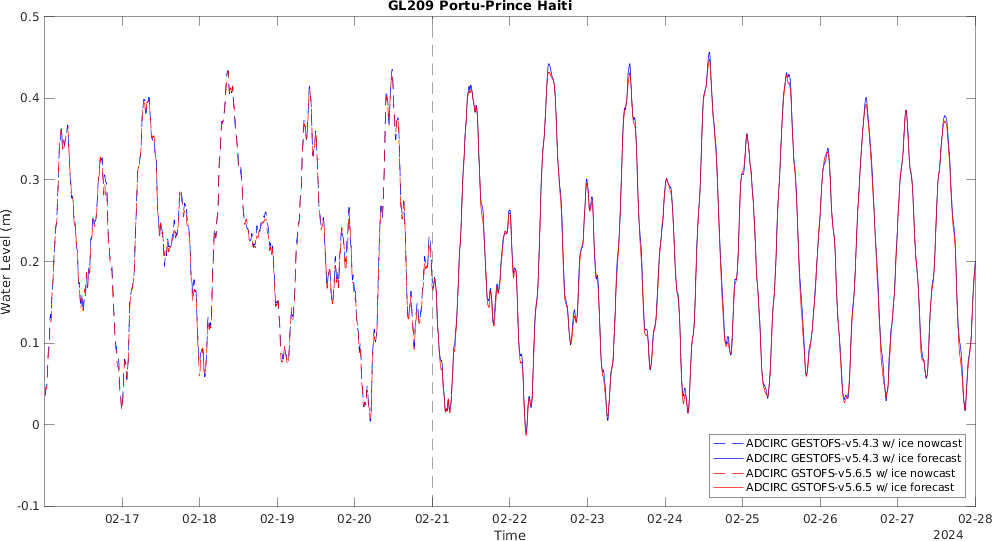 GL209 Portu-Prince Haiti
0.5
0.4
0.3
0.2
0.1
0
-0.1
Water Level (m)
ADCIRC GESTOFS-v5.4.3 w/ ice nowcast
ADCIRC GESTOFS-v5.4.3 w/ ice forecast
ADCIRC GSTOFS-v5.6.5 w/ ice nowcast
ADCIRC GSTOFS-v5.6.5 w/ ice forecast
02-17 02-18 02-19 02-20 02-21 02-22 02-23 02-24 02-25 02-26 02-27 02-28
Time
2024